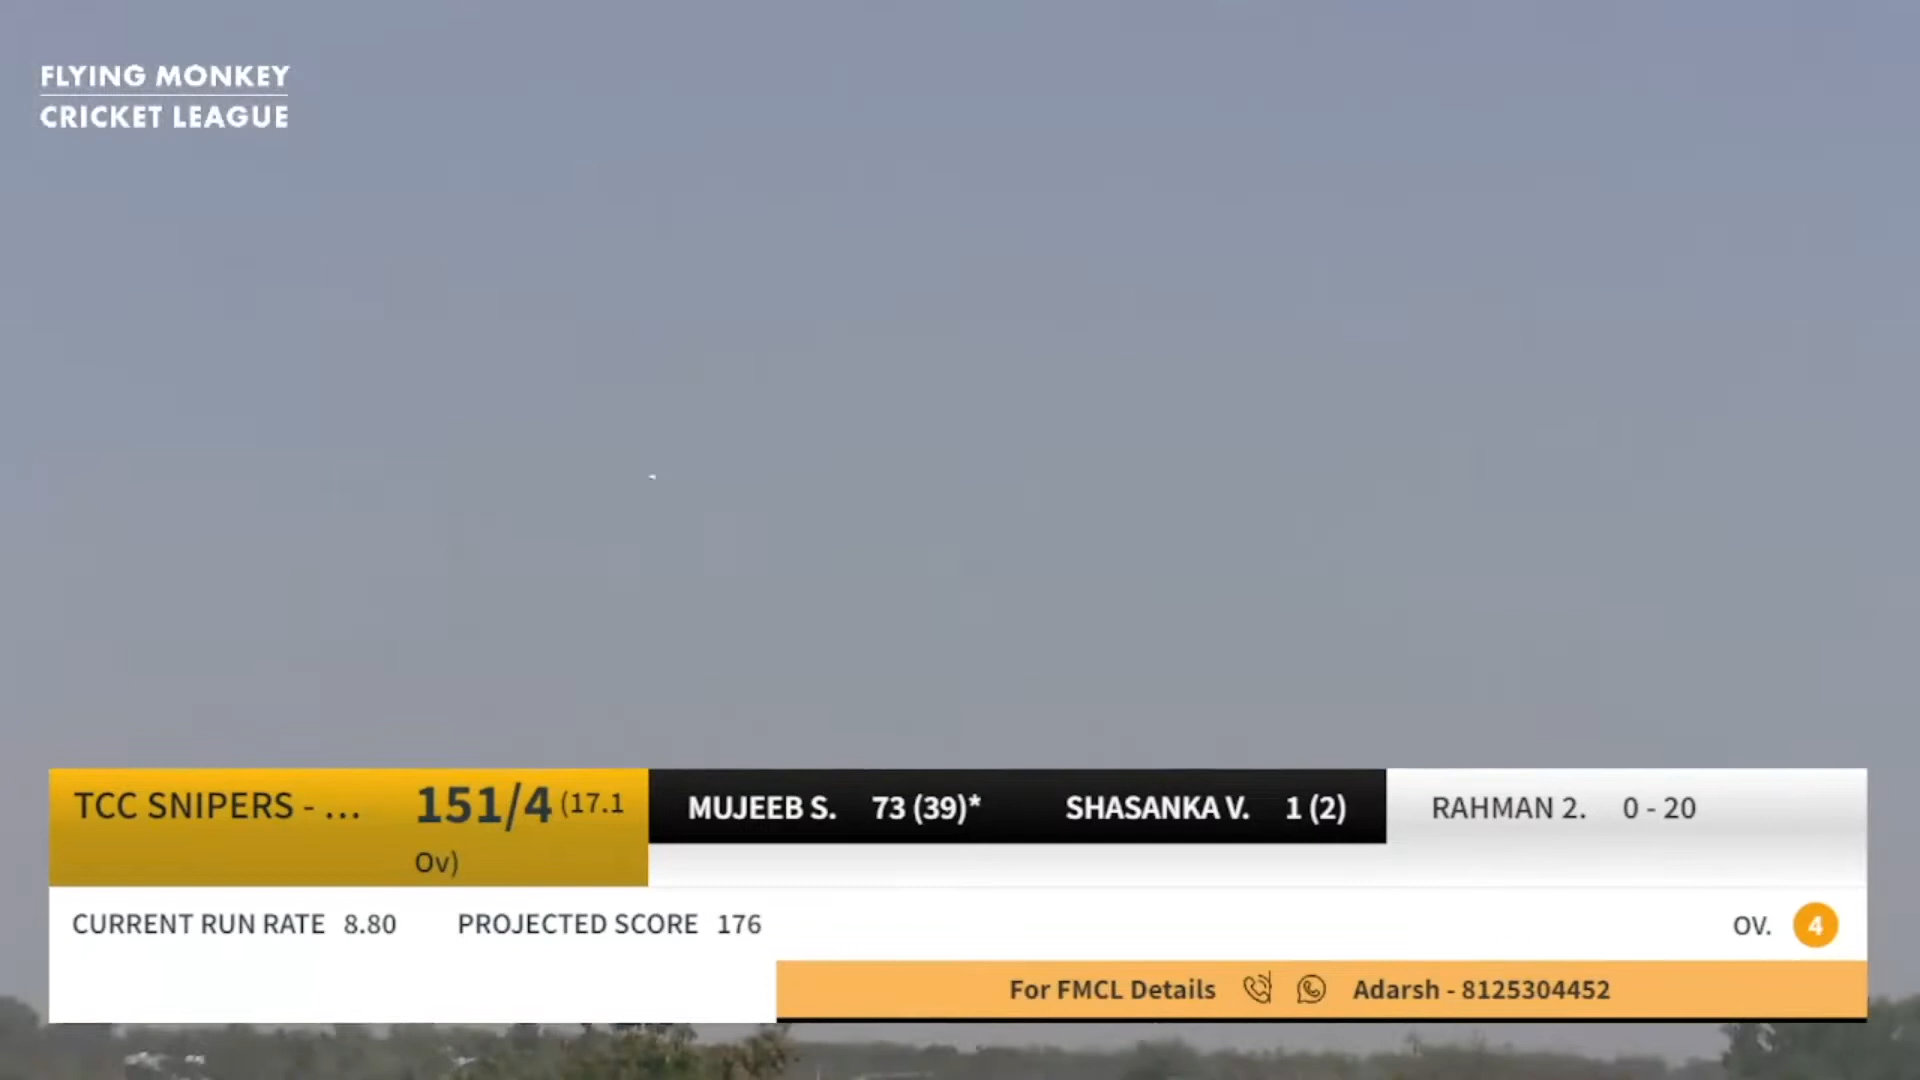 FLYING MONKEY
CRICKET LEAGUE
TCC SNIPERS - ... 151/4 (17.1 Ov)
MUJEEB S. 73 (39)* SHASANKA V. 1 (2)
RAHMAN 2. 0 - 20
CURRENT RUN RATE 8.80 PROJECTED SCORE 176 OV. 4
For FMCL Details Adarsh - 8125304452